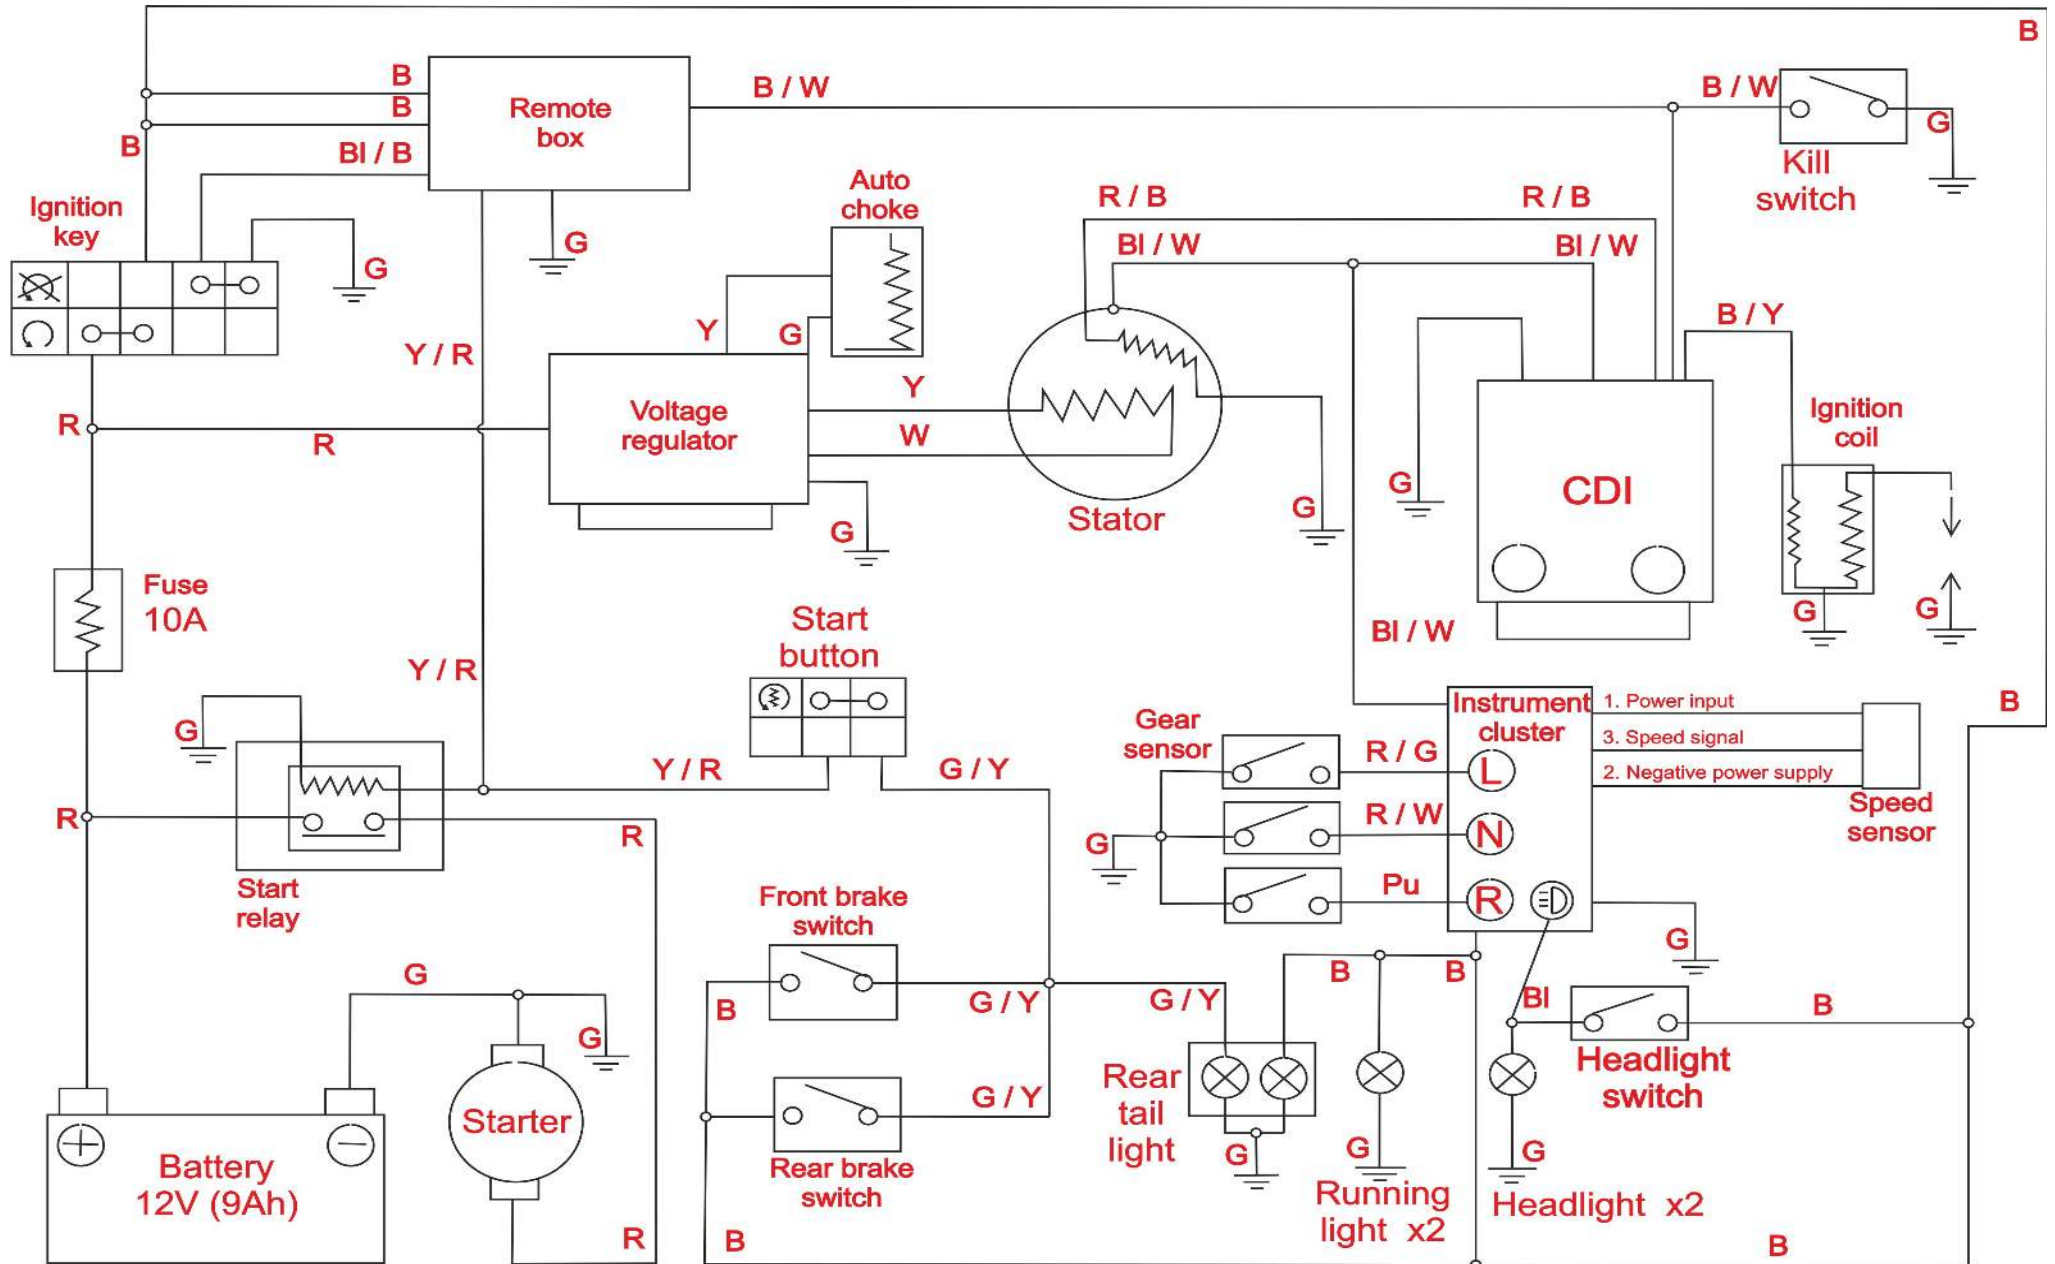 B
B
Remote
box
B / W
B / W
B
B
Bl / B
G
Kill
switch
Ignition
key
G
G
Auto
choke
R / B
R / B
Bl / W
Bl / W
Y / R
Y
G
B / Y
R
R
Voltage
regulator
Y
W
G
Stator
G
G
CDI
Ignition
coil
G
G
Fuse
10A
Y / R
Start
button
Bl / W
G
Y / R
G / Y
Gear
sensor
R / G
R / W
Pu
G
Instrument
cluster
L
N
R
1. Power input
3. Speed signal
2. Negative power supply
Speed
sensor
B
R
R
Start
relay
Front brake
switch
G
B
G / Y
G / Y
B
B
Bl
B
G
Headlight
switch
G
G
Starter
Battery
12V (9Ah)
R
G / Y
Rear brake
switch
B
Rear
tail
light
G
G
Running
light x2
G
Headlight x2
B